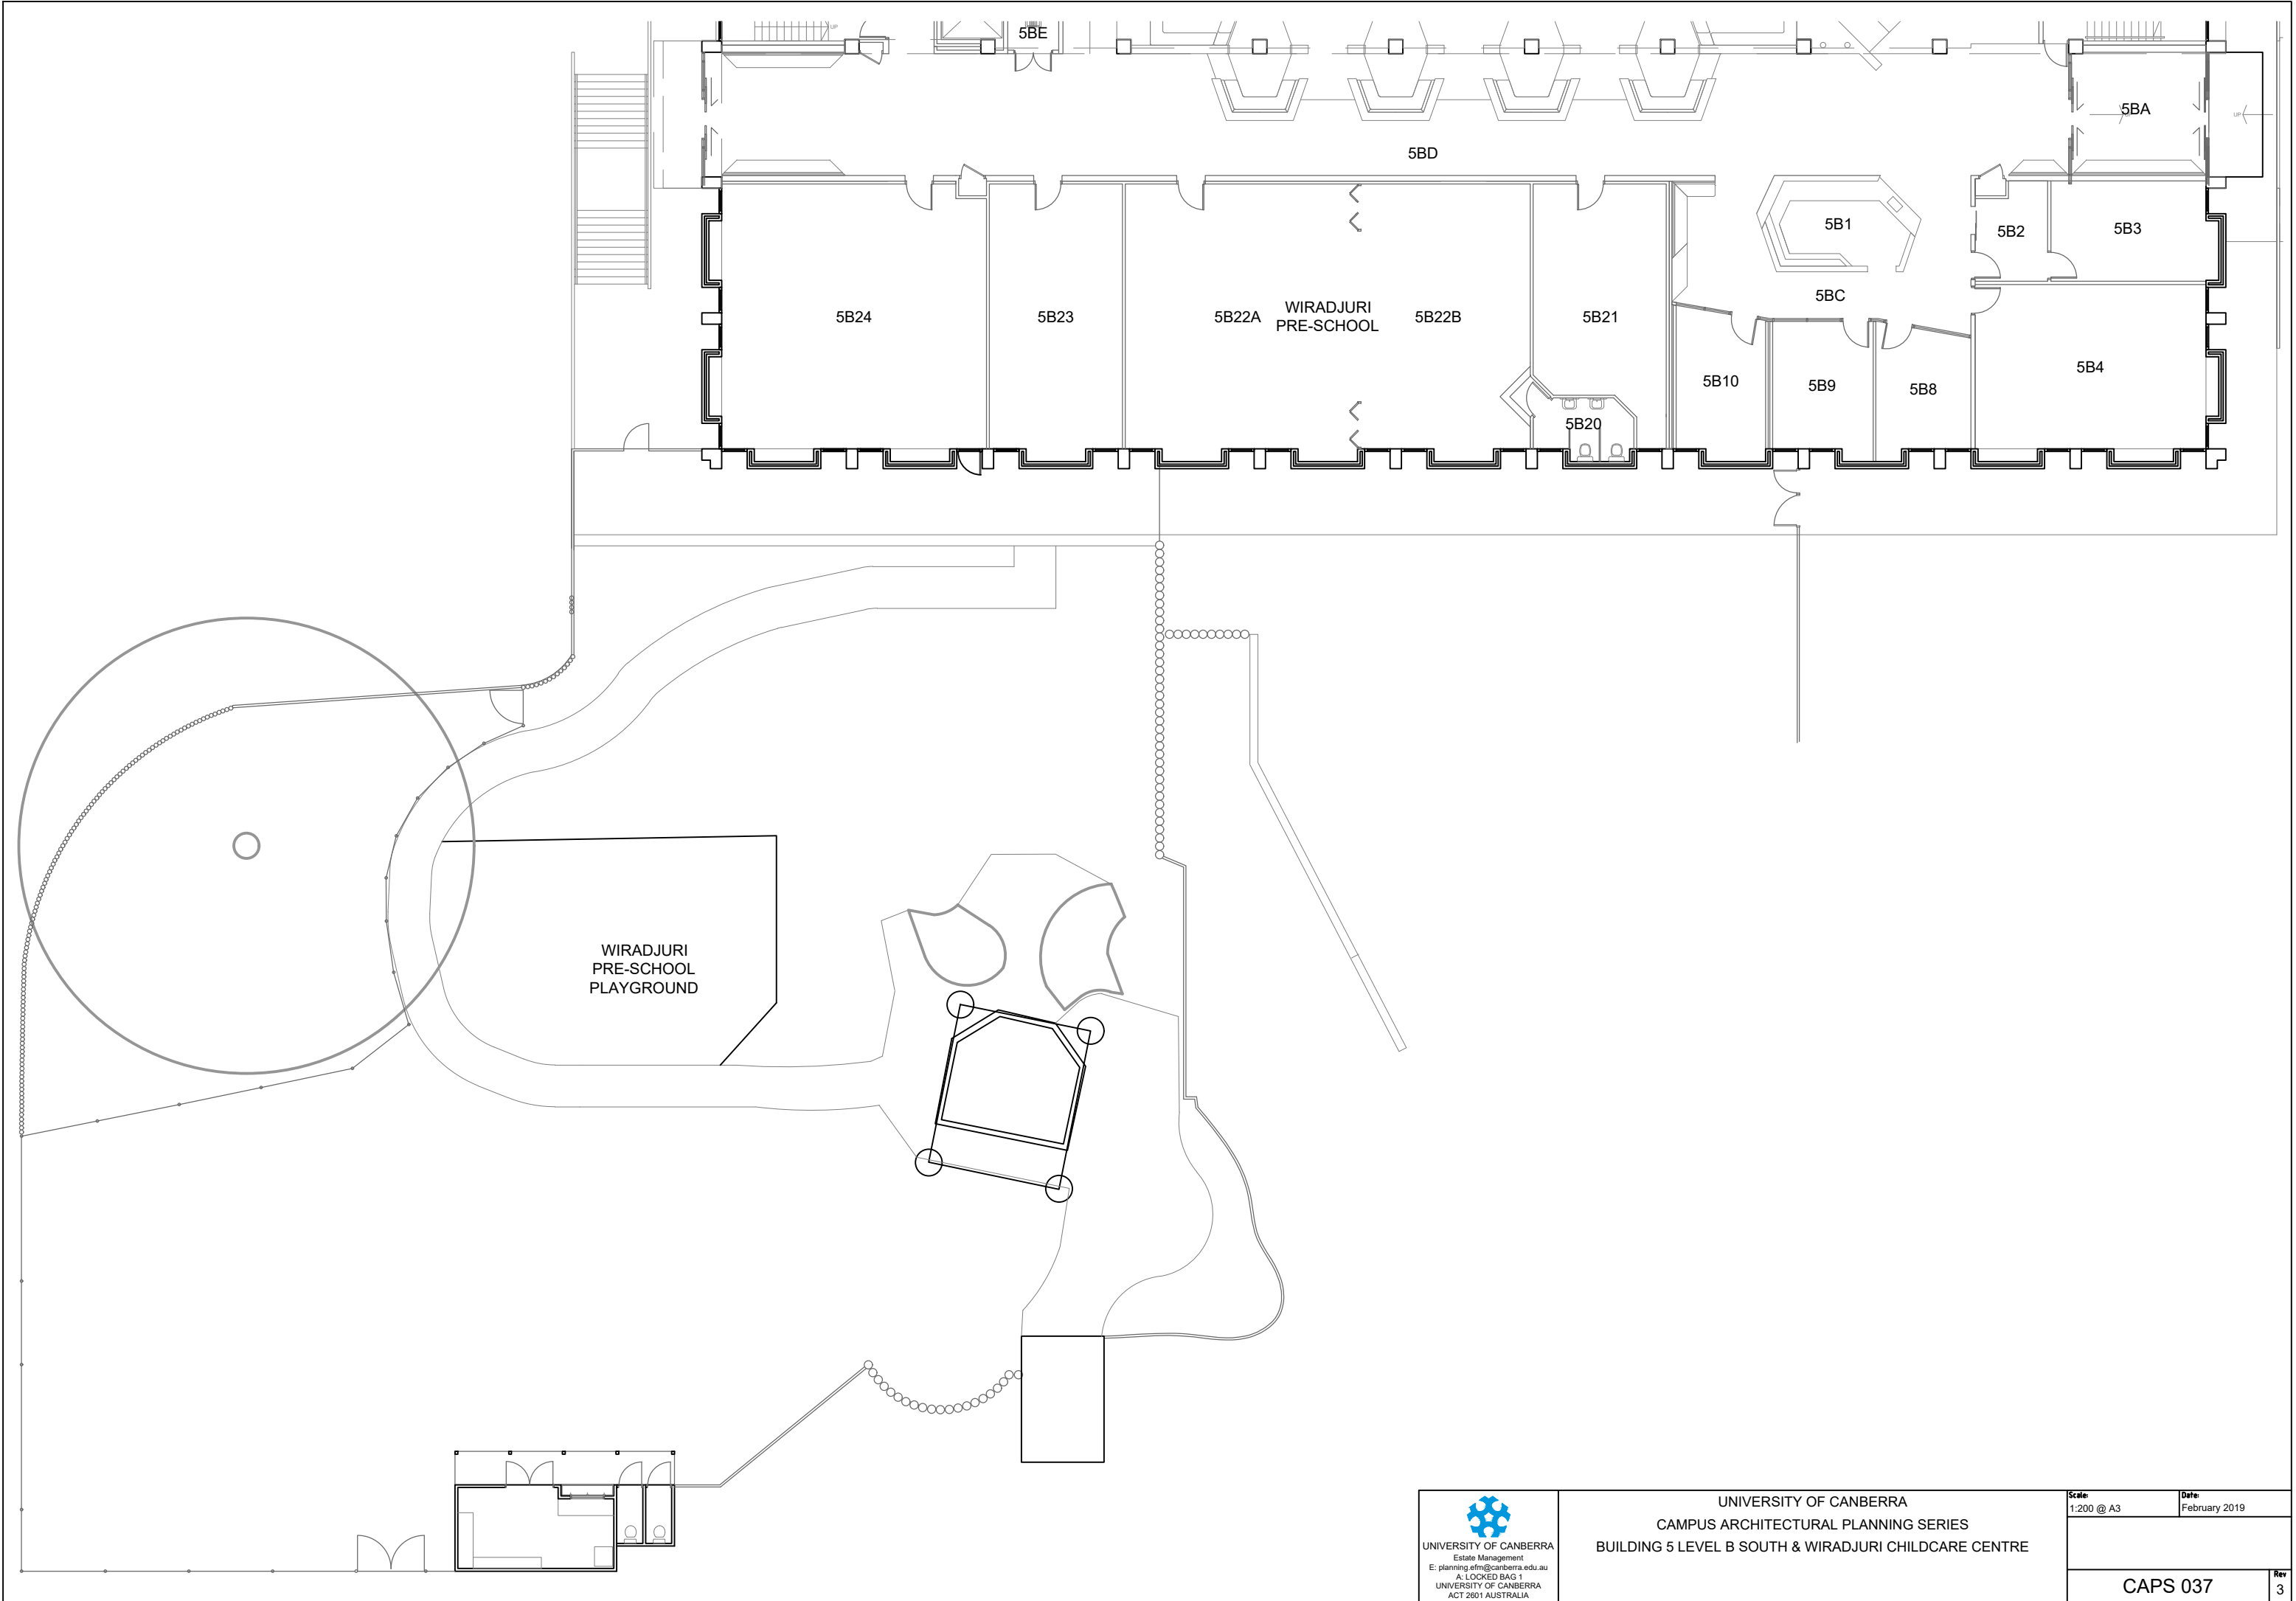 UP
5BE
5BA
UP
UP
5BD
5B1
5B2
5B3
5BC
5B24
5B23
5B22A
WIRADJURI
PRE-SCHOOL
5B22B
5B21
5B10
5B9
5B8
5B4
5B20
WIRADJURI
PRE-SCHOOL
PLAYGROUND
UNIVERSITY OF CANBERRA
Estate Management
E: planning.efm@canberra.edu.au
A: LOCKED BAG 1
UNIVERSITY OF CANBERRA
ACT 2601 AUSTRALIA
UNIVERSITY OF CANBERRA
CAMPUS ARCHITECTURAL PLANNING SERIES
BUILDING 5 LEVEL B SOUTH & WIRADJURI CHILDCARE CENTRE
Scale:
1:200 @ A3
Date:
February 2019
CAPS 037
Rev
3